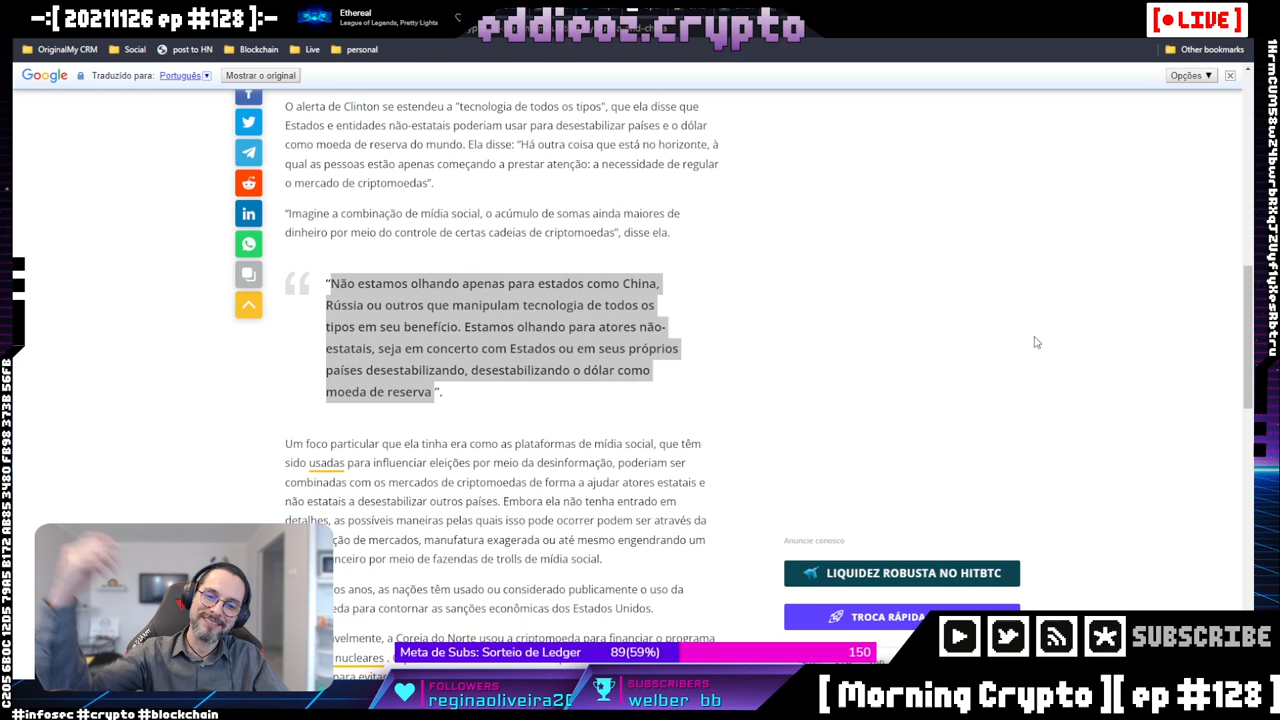 -:[ 20211126 ep #128 ]:-
Ethereal
League of Legends, Pretty Lights
eddieoz.crypto
[● LIVE]
OriginalMy CRM
Social
post to HN
Blockchain
Live
personal
Other bookmarks
Google Traduzido para: Português Mostrar o original
Opções ▼
O alerta de Clinton se estendeu a "tecnologia de todos os tipos", que ela disse que
Estados e entidades não-estatais poderiam usar para desestabilizar países e o dólar
como moeda de reserva do mundo. Ela disse: “Há outra coisa que está no horizonte, à
qual as pessoas estão apenas começando a prestar atenção: a necessidade de regular
o mercado de criptomoedas”.
“Imagine a combinação de mídia social, o acúmulo de somas ainda maiores de
dinheiro por meio do controle de certas cadeias de criptomoedas”, disse ela.
“Não estamos olhando apenas para estados como China,
Rússia ou outros que manipulam tecnologia de todos os
tipos em seu benefício. Estamos olhando para atores não-
estatais, seja em concerto com Estados ou em seus próprios
países desestabilizando, desestabilizando o dólar como
moeda de reserva ”.
Um foco particular que ela tinha era como as plataformas de mídia social, que têm
sido usadas para influenciar eleições por meio da desinformação, poderiam ser
combinadas com os mercados de criptomoedas de forma a ajudar atores estatais e
não estatais a desestabilizar outros países. Embora ela não tenha entrado em
detalhes, as possíveis maneiras pelas quais isso pode ocorrer podem ser através da
ção de mercados, manufatura exagerada ou até mesmo engendrando um
nceiro por meio de fazendas de trolls de mídia social.
os anos, as nações têm usado ou considerado publicamente o uso da
eda para contornar as sanções econômicas dos Estados Unidos.
velmente, a Coreia do Norte usou a criptomoeda para financiar o programa
nucleares
para evitar
Anuncie conosco
LIQUIDEZ ROBUSTA NO HITBTC
TROCA RÁPIDA
Meta de Subs: Sorteio de Ledger 89(59%) 150
FOLLOWERS
reginaoliveira20
SUBSCRIBERS
welber_bb
SUBSCRIBE
[ Morning Crypto ][ ep #128 ]
#infosec #crypto #blockchain